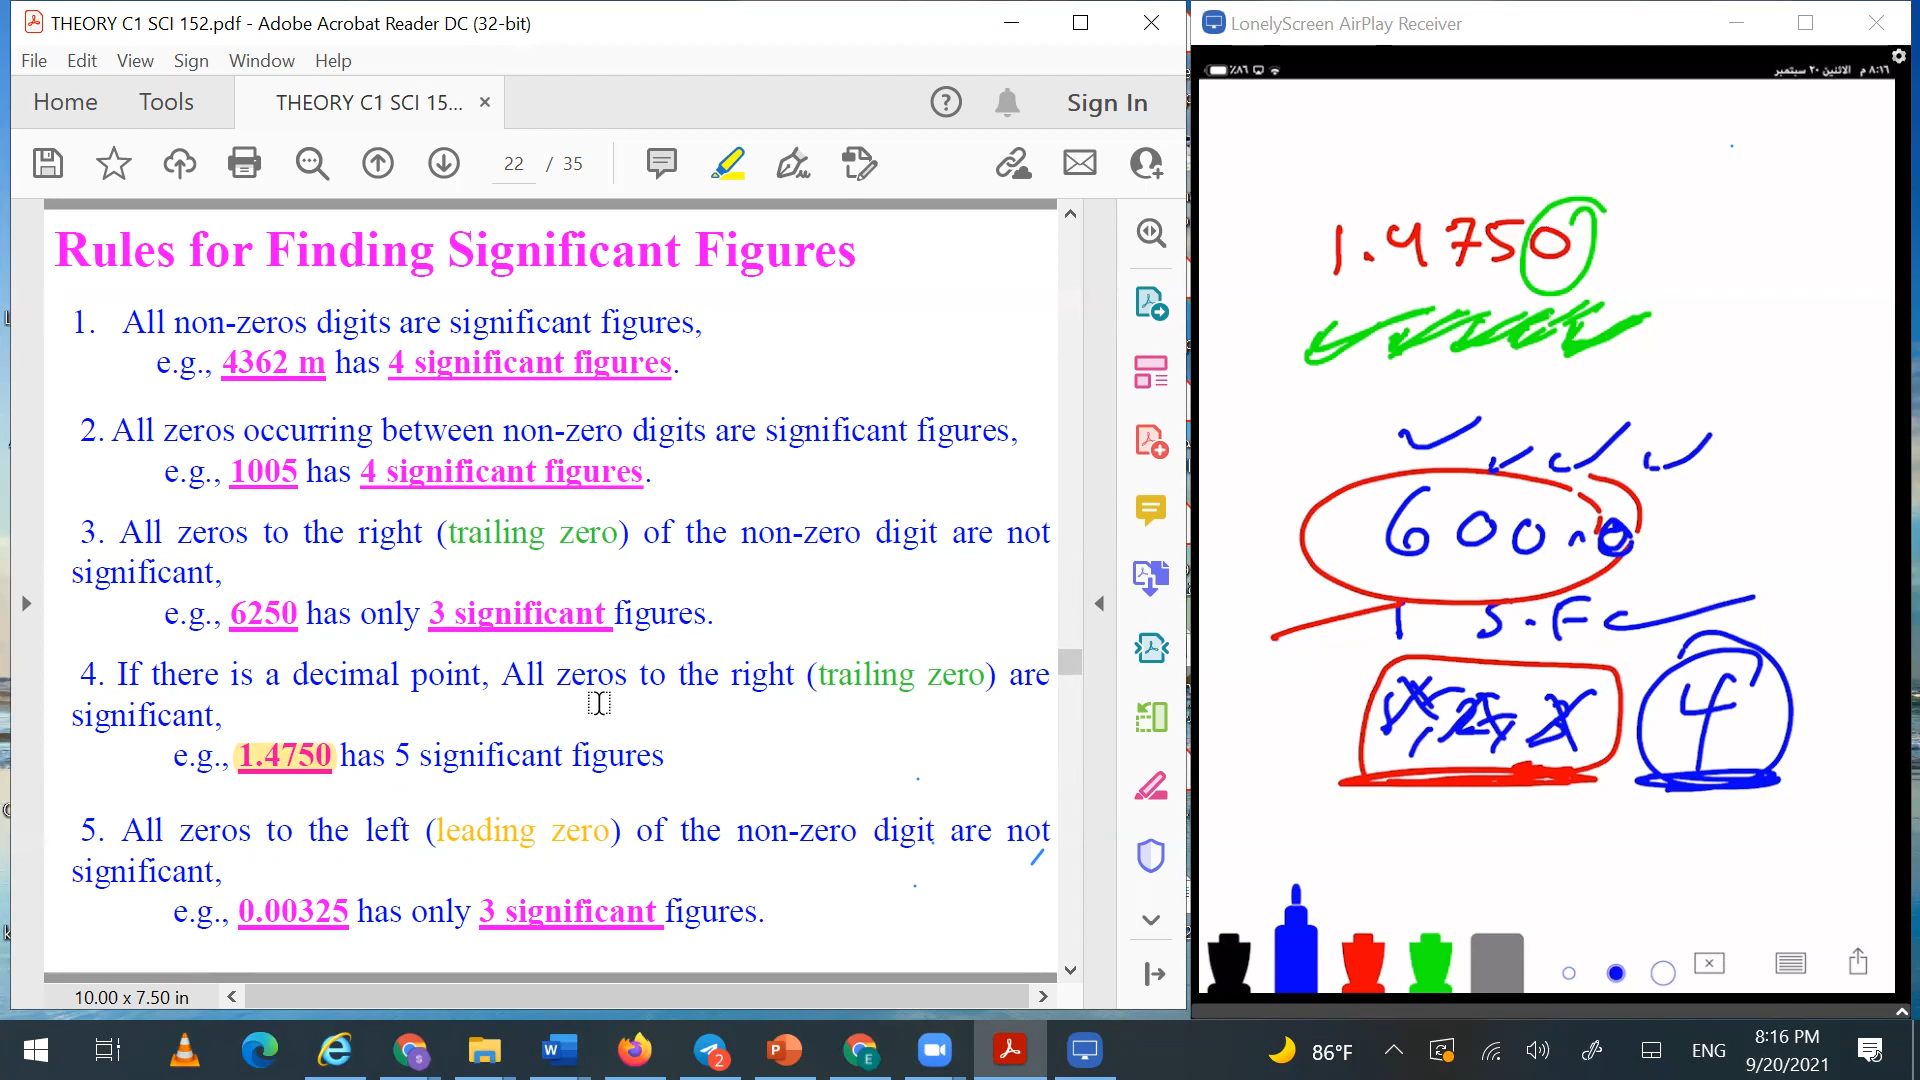 THEORY C1 SCI 152.pdf - Adobe Acrobat Reader DC (32-bit)
File Edit View Sign Window Help
Home Tools THEORY C1 SCI 15... × Sign In
22 / 35
Rules for Finding Significant Figures
1. All non-zeros digits are significant figures,
e.g., 4362 m has 4 significant figures.
2. All zeros occurring between non-zero digits are significant figures,
e.g., 1005 has 4 significant figures.
3. All zeros to the right (trailing zero) of the non-zero digit are not
significant,
e.g., 6250 has only 3 significant figures.
4. If there is a decimal point, All zeros to the right (trailing zero) are
significant,
e.g., 1.4750 has 5 significant figures
5. All zeros to the left (leading zero) of the non-zero digit are not
significant,
e.g., 0.00325 has only 3 significant figures.
10.00 x 7.50 in
LonelyScreen AirPlay Receiver
٨:١٦ م الاثنين ٢٠ سبتمبر
٪٨٦
1.4750
600.0
1 S.F
4
86°F
ENG
8:16 PM
9/20/2021